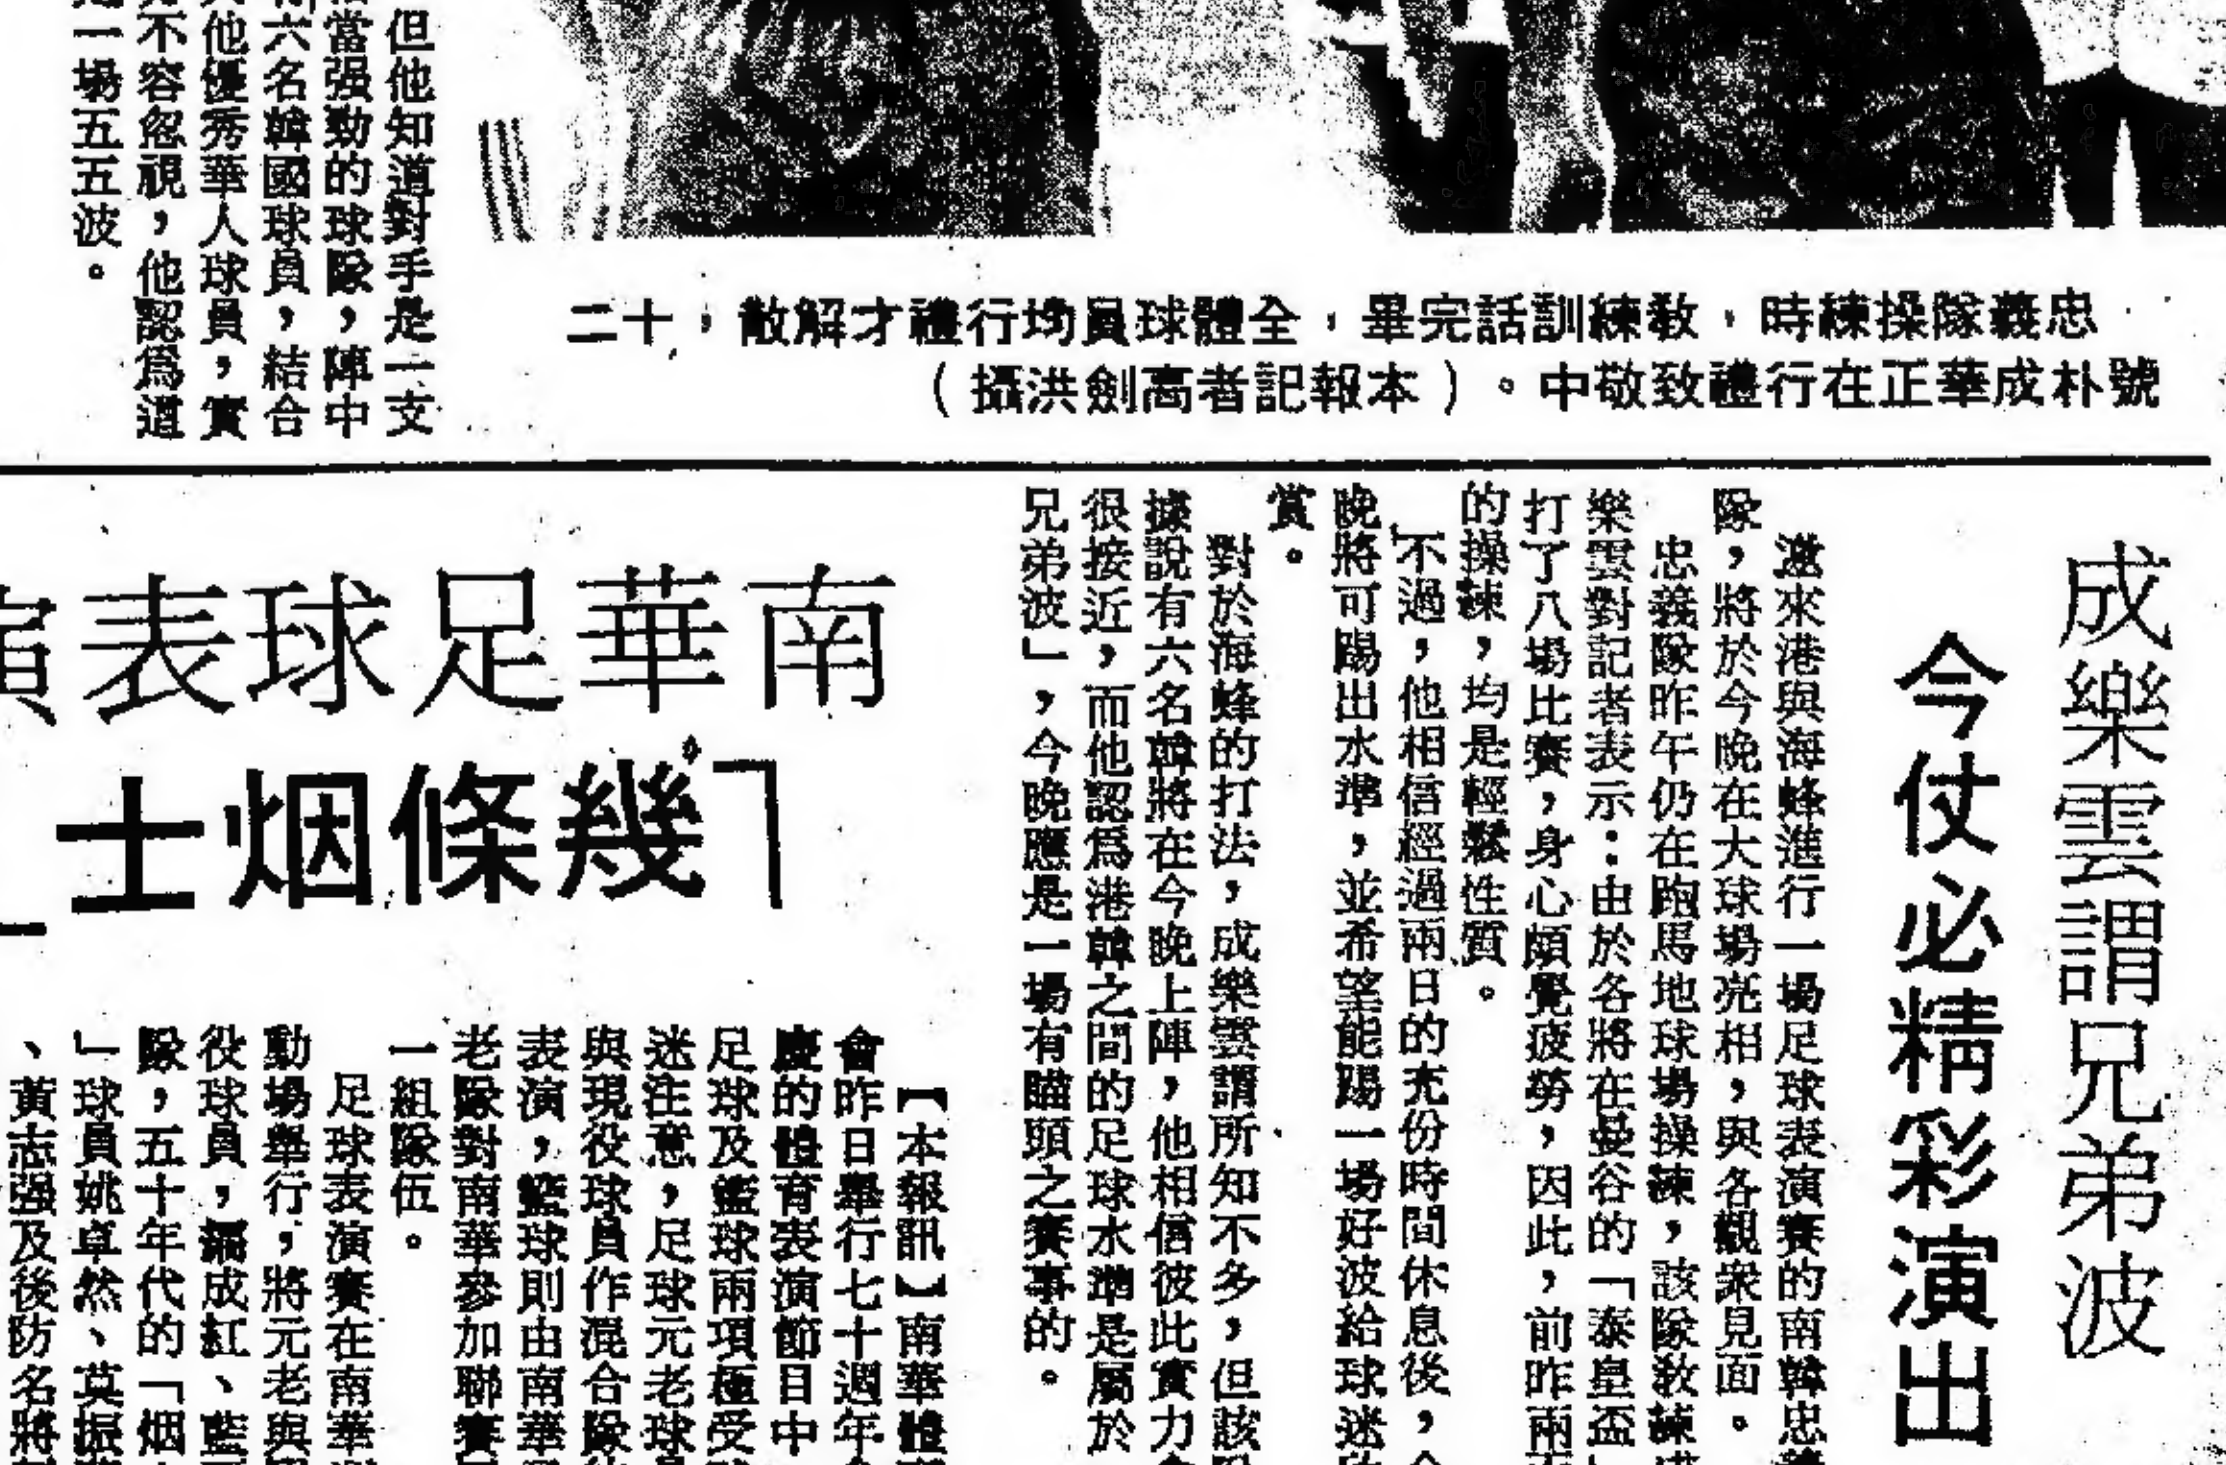 忠義隊操練時，教練訓話完畢，全體球員均行禮才解散，十二
號朴成華正在行禮致敬中。（本報記者高劍洪攝）
但他知道對手是一支
當强勁的球隊，陣中
六名韓國球員，結合
他優秀華人球員，實
不容忽視，他認爲這
一場五五波。
成樂雲謂兄弟波
今仗必精彩演出
邀來港與海蜂進行一場足球表演賽的南韓忠義
隊，將於今晚在大球場亮相，與各觀衆見面。
忠義隊昨午仍在跑馬地球場操練，該隊教練成
樂雲對記者表示：由於各將在曼谷的「泰皇盃」
打了八場比賽，身心頗覺疲勞，因此，前昨兩
的操練，均是輕鬆性質。
不過，他相信經過兩日的充份時間休息後，今
晚將可踢出水準，並希望能踢一場好波給球迷
賞。
對於海蜂的打法，成樂雲謂所知不多，但該
據說有六名韓將在今晚上陣，他相信彼此實力
很接近，而他認爲港韓之間的足球水準是屬於
兄弟波」，今晚應是一場有瞄頭之賽事的。
南華足球表演
「幾條烟士」
【本報訊】南華體
會昨日舉行七十週年
慶的體育表演節目中
足球及籃球兩項極受
迷注意，足球元老球員
與現役球員作混合隊
表演，籃球則由南華
老隊對南華參加聯賽
一組隊伍。
足球表演賽在南華
動場舉行，將元老與現
役球員，編成紅、藍
隊，五十年代的「烟
」球員姚卓然、莫振
、黃志强及後防名將